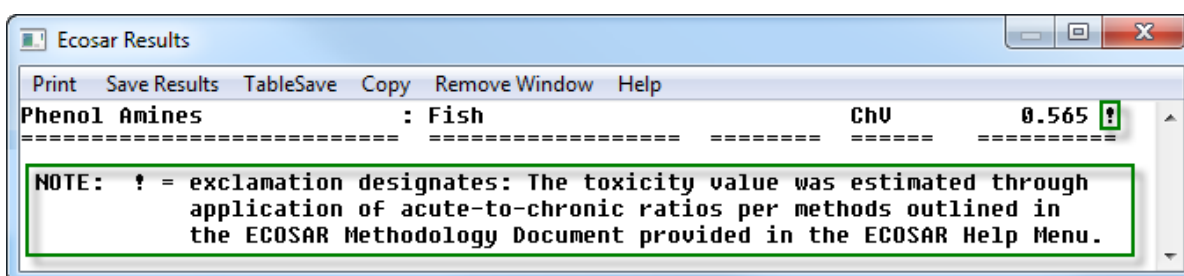 Ecosar Results
Print Save Results TableSave Copy Remove Window Help
Phenol Amines : Fish ChV 0.565 !
============================ ================== ======== ====== ==========
NOTE: ! = exclamation designates: The toxicity value was estimated through
application of acute-to-chronic ratios per methods outlined in
the ECOSAR Methodology Document provided in the ECOSAR Help Menu.